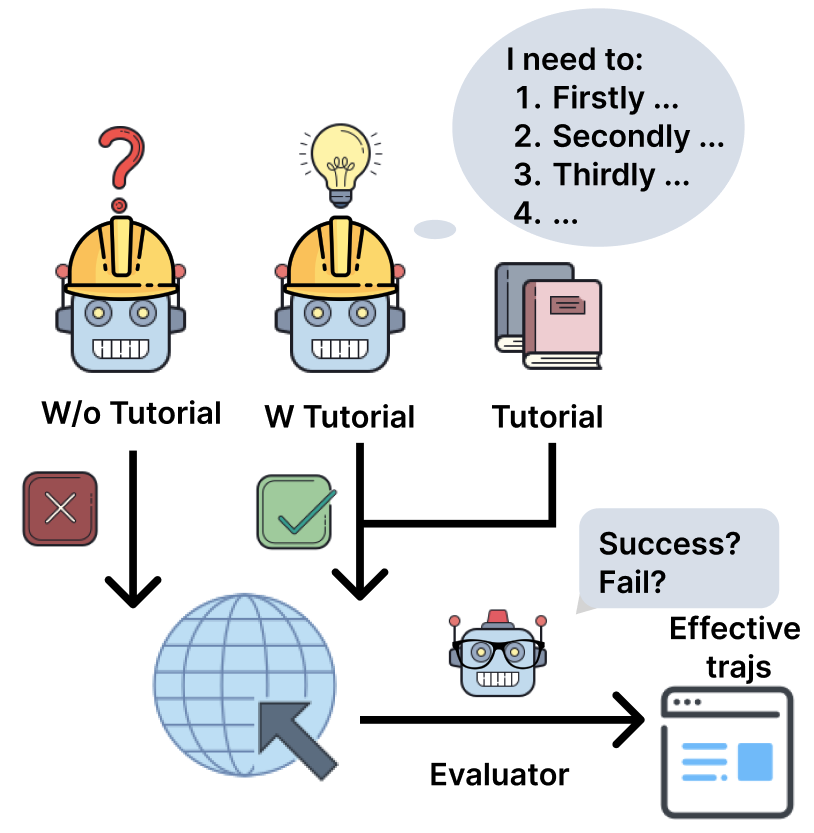 I need to:
1. Firstly ...
2. Secondly ...
3. Thirdly ...
4. ...
W/o Tutorial
W Tutorial
Tutorial
Success?
Fail?
Effective
trajs
Evaluator